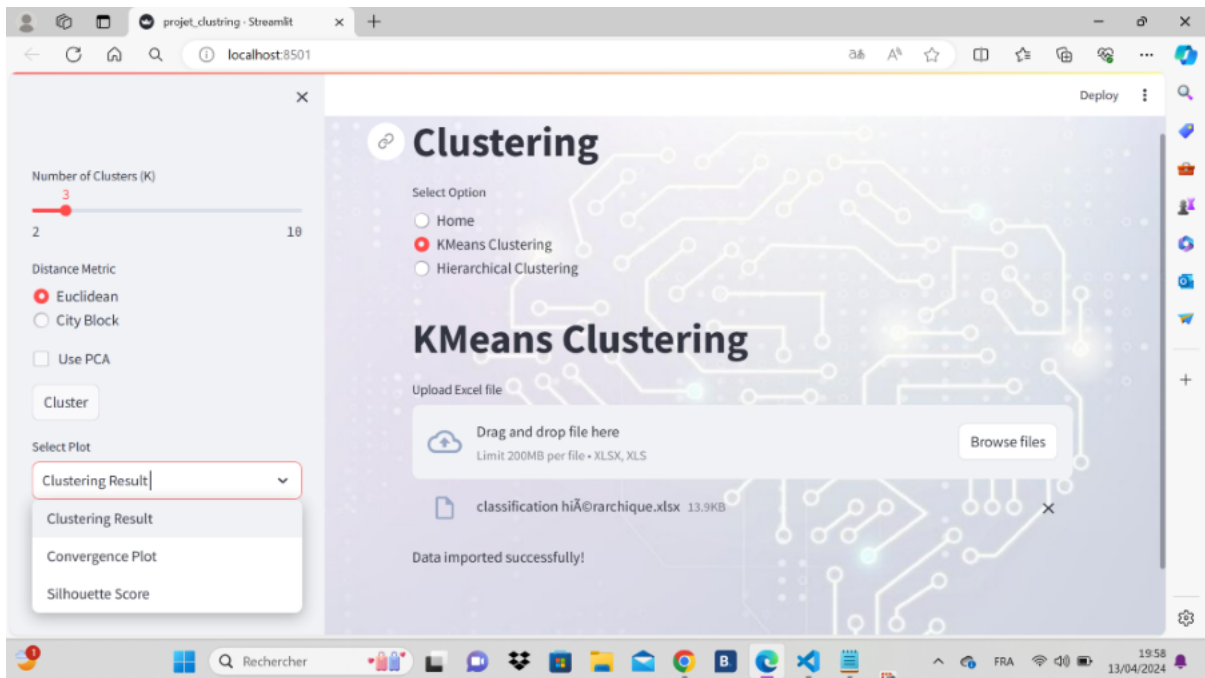 projet_clustring · Streamlit
localhost:8501
Deploy
Number of Clusters (K)
3
2
10
Distance Metric
Euclidean
City Block
Use PCA
Cluster
Select Plot
Clustering Result
Clustering Result
Convergence Plot
Silhouette Score
Clustering
Select Option
Home
KMeans Clustering
Hierarchical Clustering
KMeans Clustering
Upload Excel file
Drag and drop file here
Limit 200MB per file • XLSX, XLS
Browse files
classification hiÃ©rarchique.xlsx 13.9KB
Data imported successfully!
1
Rechercher
B.
FRA
19:58
13/04/2024